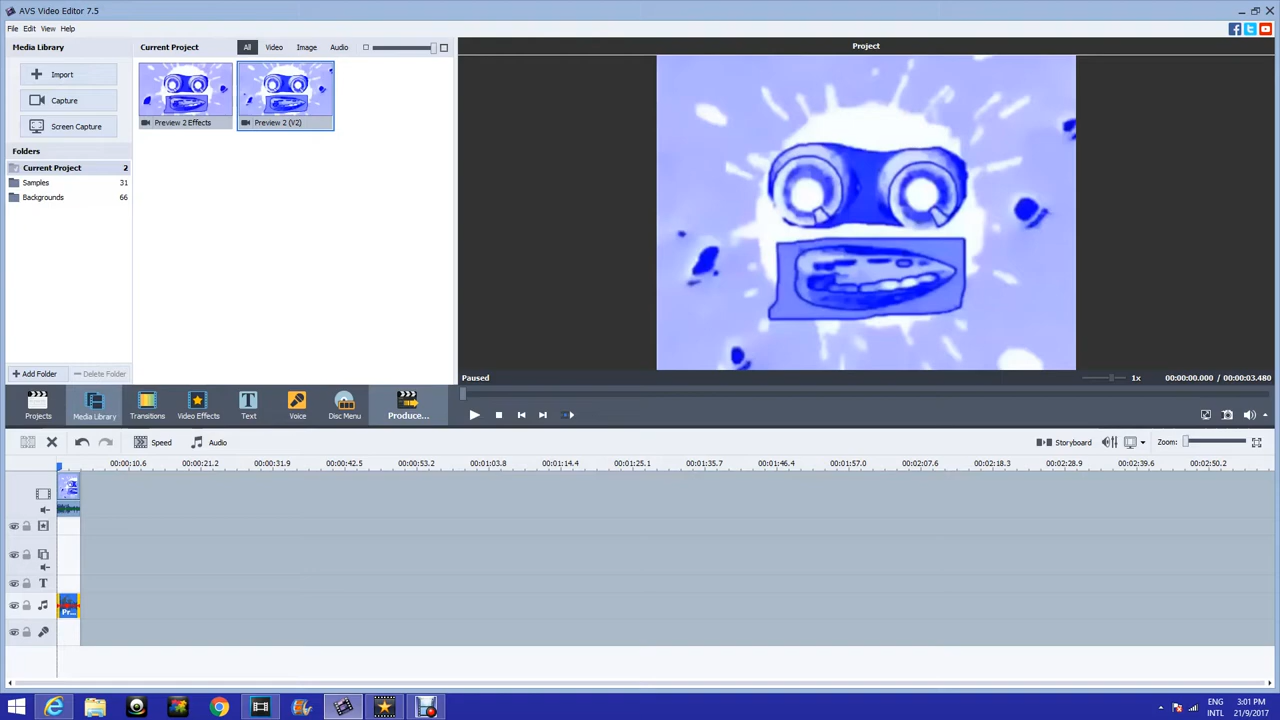 AVS Video Editor 7.5
File Edit View Help
Media Library
Current Project All Video Image Audio
Project
Import
Capture
Screen Capture
Preview 2 Effects
Preview 2 (V2)
Folders
Current Project 2
Samples 31
Backgrounds 66
+ Add Folder
Delete Folder
Paused
1x
00:00:00.000 / 00:00:03.480
Projects
Media Library
Transitions
Video Effects
Text
Voice
Disc Menu
Produce...
Speed
Audio
Storyboard
Zoom:
00:00:10.6 00:00:21.2 00:00:31.9 00:00:42.5 00:00:53.2 00:01:03.8 00:01:14.4 00:01:25.1 00:01:35.7 00:01:46.4 00:01:57.0 00:02:07.6 00:02:18.3 00:02:28.9 00:02:39.6 00:02:50.2
T
Pr...
ENG
INTL
3:01 PM
21/9/2017